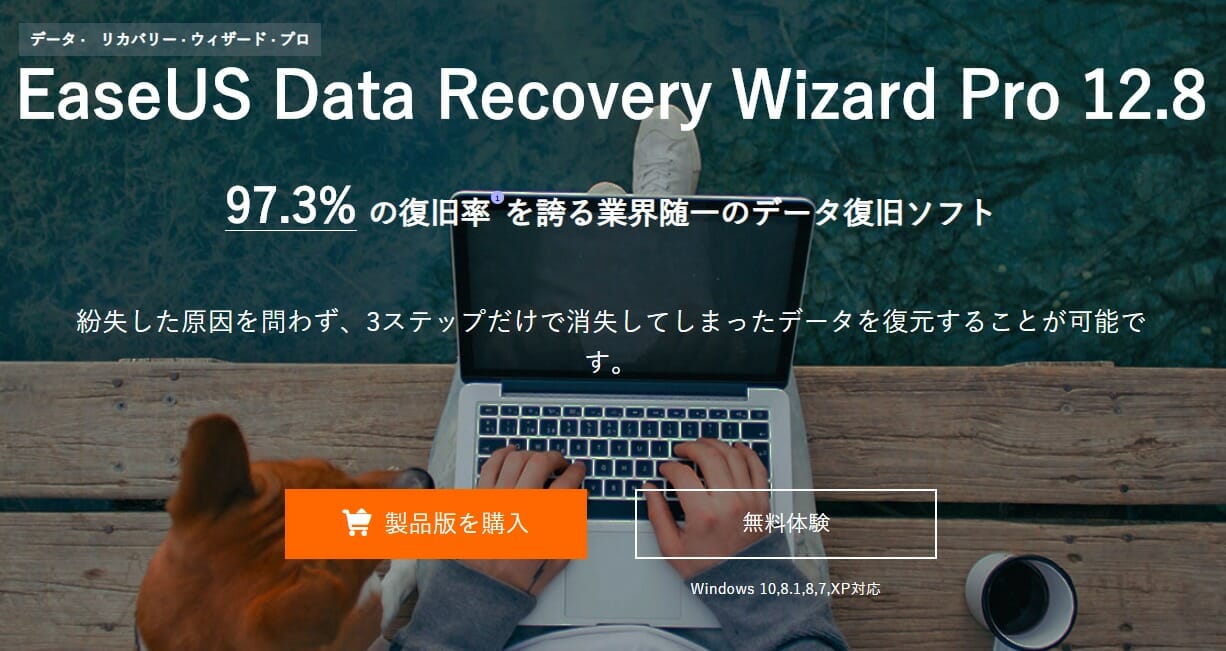 データ・ リカバリー・ウィザード・プロ
EaseUS Data Recovery Wizard Pro 12.8
97.3% の復旧率1を誇る業界随一のデータ復旧ソフト
紛失した原因を問わず、3ステップだけで消失してしまったデータを復元することが可能で
す。
製品版を購入
無料体験
Windows 10,8.1,8,7,XP対応